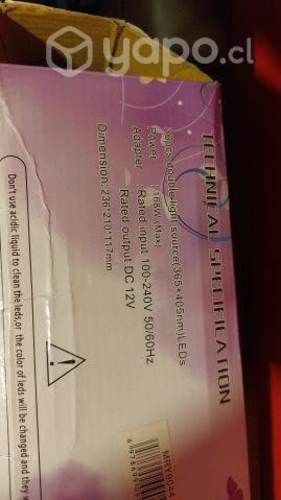 yapo.cl
TECHNICAL SPECIFICATION
double light source(365+405nm)LEDs
Power 168W (Max)
Adapter Rated input 100-240V 50/60Hz
Rated output DC 12V
Dimension: 236*210*117mm
Don't use acidic liquid to clean the leds,or the color of leds will be changed and they w